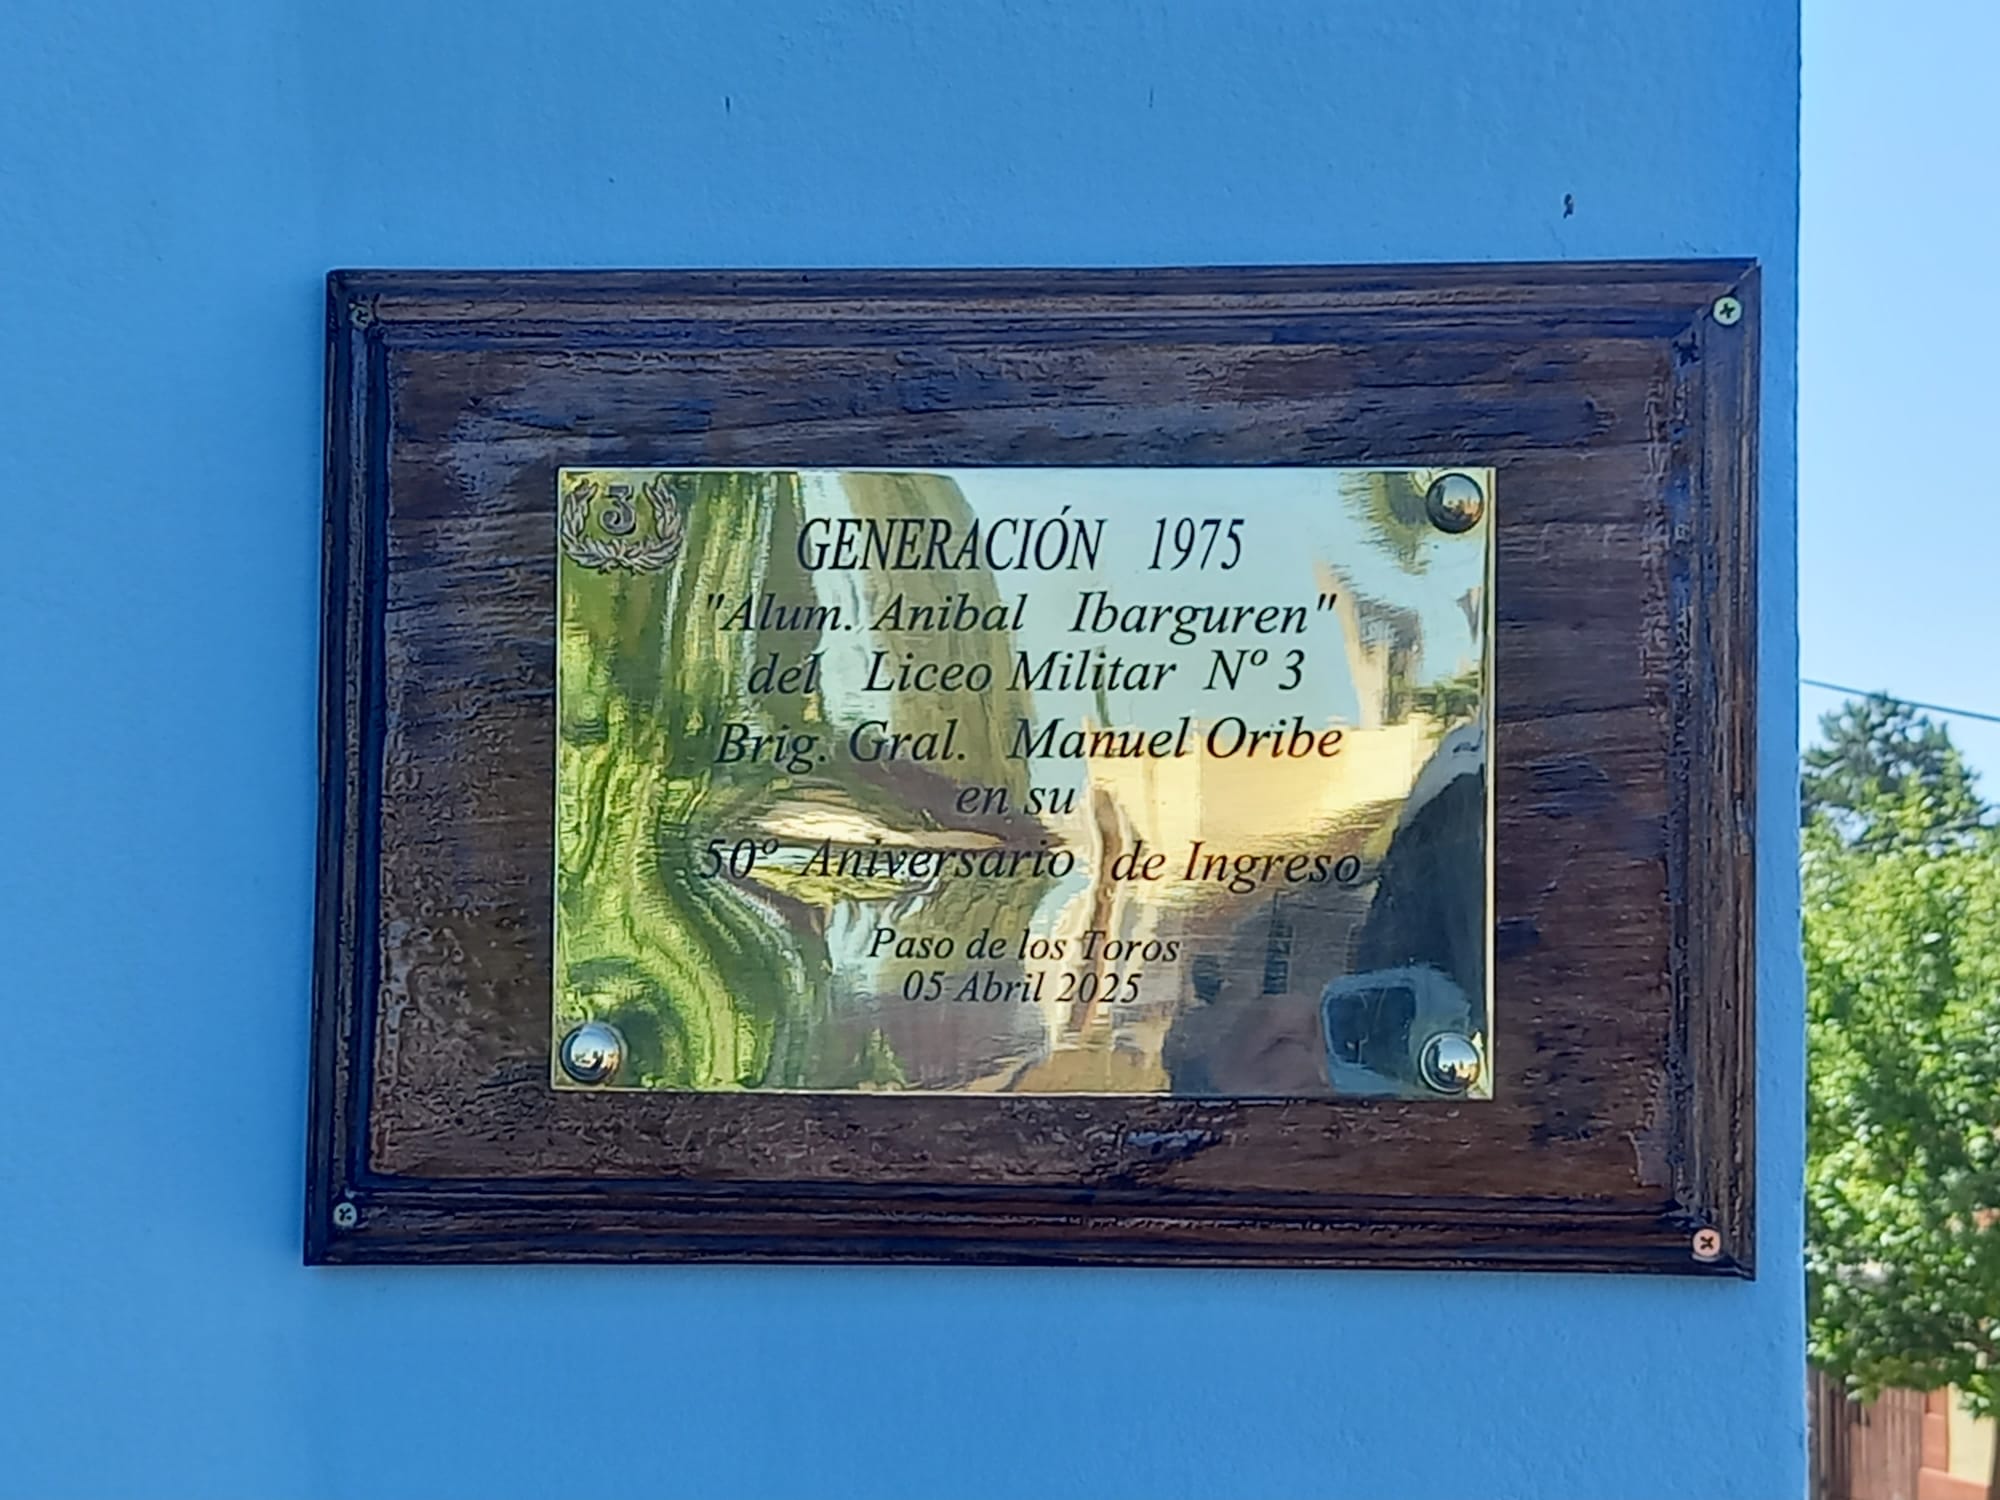 3
GENERACIÓN 1975
"Alum. Anibal Ibarguren"
del Liceo Militar Nº 3
Brig. Gral. Manuel Oribe
en su
50º Aniversario de Ingreso
Paso de los Toros
05 Abril 2025